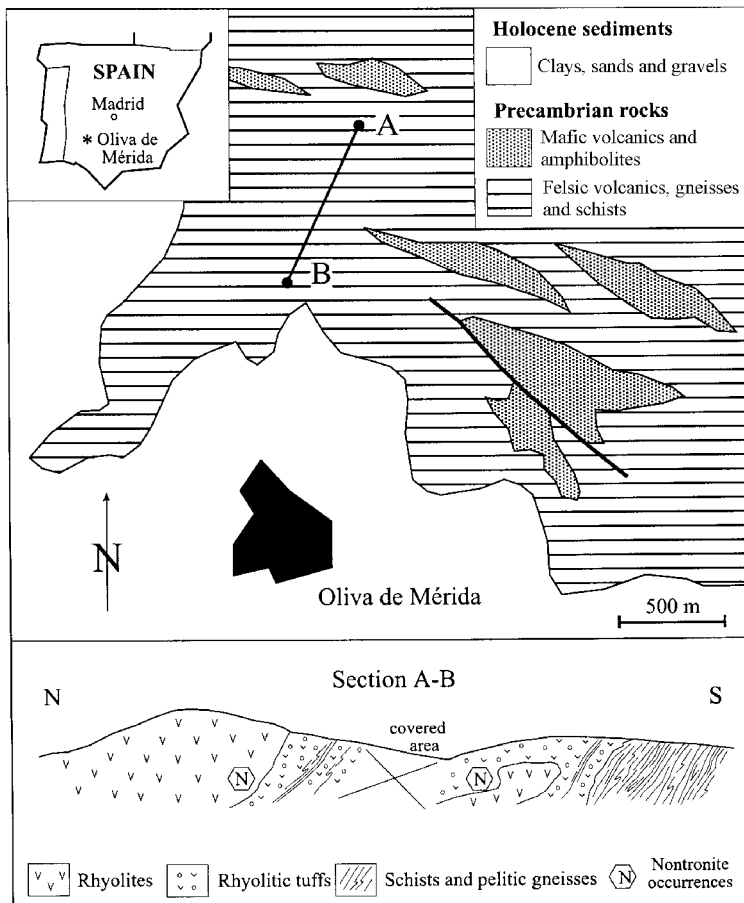 SPAIN
Madrid
* Oliva de
Mérida
Holocene sediments
Clays, sands and gravels
Precambrian rocks
Mafic volcanics and
amphibolites
Felsic volcanics, gneisses
and schists
A
B
N
Oliva de Mérida
500 m
Section A-B
N
S
covered
area
N
N
Rhyolites
Rhyolitic tuffs
Schists and pelitic gneisses
N
Nontronite
occurrences